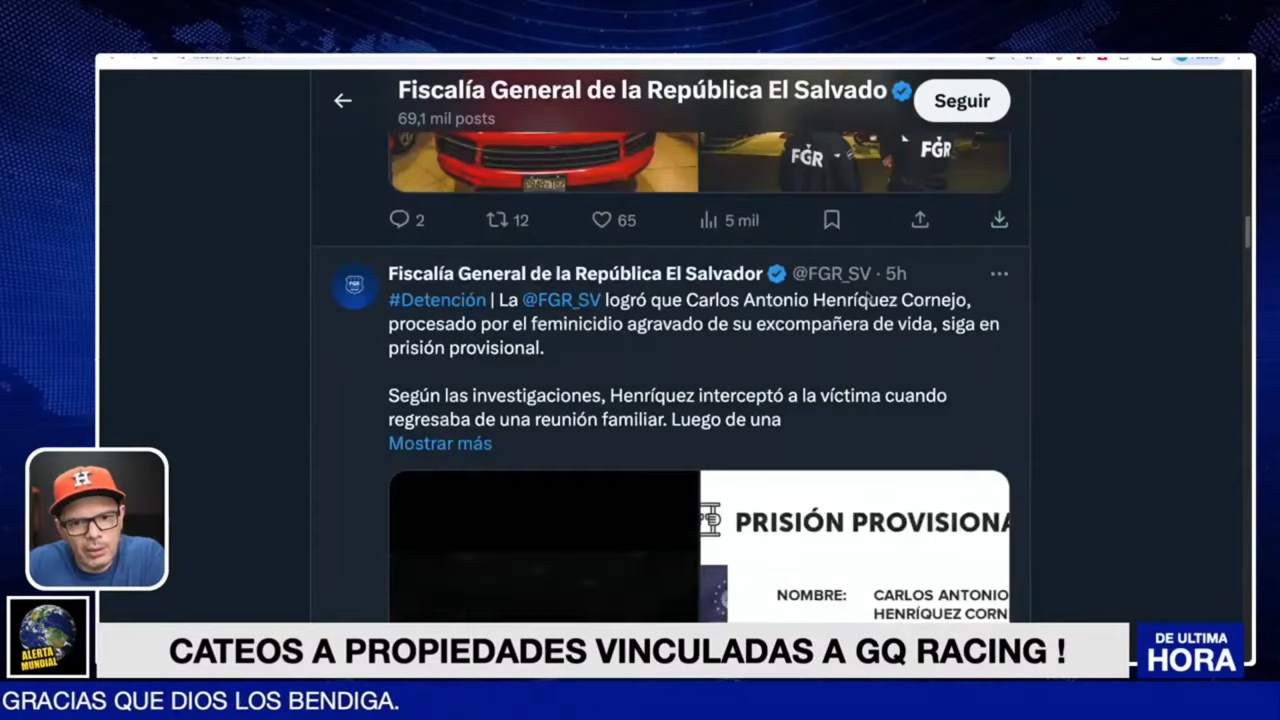 Fiscalía General de la República El Salvado
Seguir
69,1 mil posts
FGR
FGR
2
12
65
5 mil
Fiscalía General de la República El Salvador @FGR_SV · 5h
#Detención | La @FGR_SV logró que Carlos Antonio Henríquez Cornejo,
procesado por el feminicidio agravado de su excompañera de vida, siga en
prisión provisional.
Según las investigaciones, Henríquez interceptó a la víctima cuando
regresaba de una reunión familiar. Luego de una
Mostrar más
PRISIÓN PROVISIONA
NOMBRE: CARLOS ANTONIO
HENRÍQUEZ CORN
H
ALERTA
MUNDIAL
CATEOS A PROPIEDADES VINCULADAS A GQ RACING !
DE ULTIMA
HORA
GRACIAS QUE DIOS LOS BENDIGA.